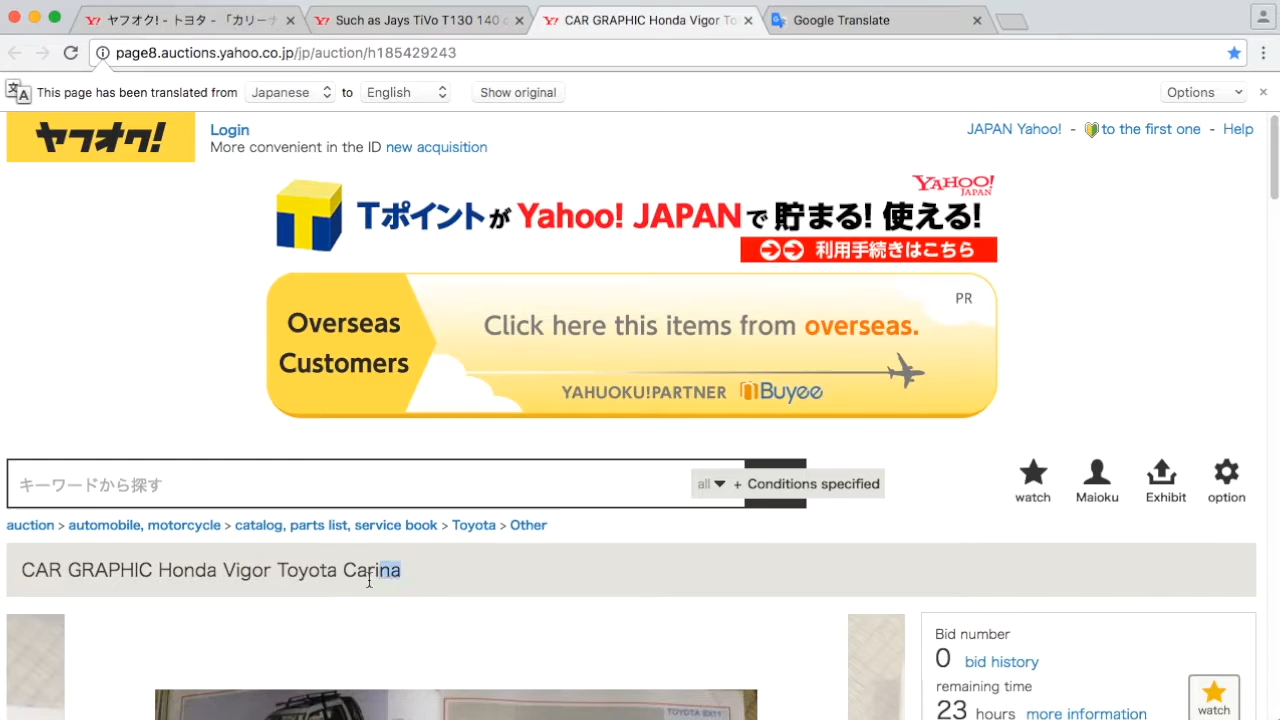 ヤフオク! - トヨタ - 「カリーナ
Such as Jays TiVo T130 140 c
CAR GRAPHIC Honda Vigor To
Google Translate
page8.auctions.yahoo.co.jp/jp/auction/h185429243
This page has been translated from Japanese to English Show original Options
ヤフオク!
Login
More convenient in the ID new acquisition
JAPAN Yahoo! - to the first one - Help
YAHOO!
JAPAN
TポイントがYahoo! JAPANで貯まる!使える!
利用手続きはこちら
PR
Overseas
Customers
Click here this items from overseas.
YAHUOKU!PARTNER Buyee
キーワードから探す
all + Conditions specified
watch Maioku Exhibit option
auction > automobile, motorcycle > catalog, parts list, service book > Toyota > Other
CAR GRAPHIC Honda Vigor Toyota Carina
Bid number
0 bid history
remaining time
23 hours more information
watch